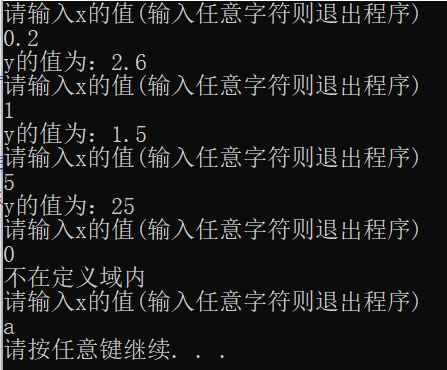 请输入x的值(输入任意字符则退出程序)
0.2
y的值为：2.6
请输入x的值(输入任意字符则退出程序)
1
y的值为：1.5
请输入x的值(输入任意字符则退出程序)
5
y的值为：25
请输入x的值(输入任意字符则退出程序)
0
不在定义域内
请输入x的值(输入任意字符则退出程序)
a
请按任意键继续. . .